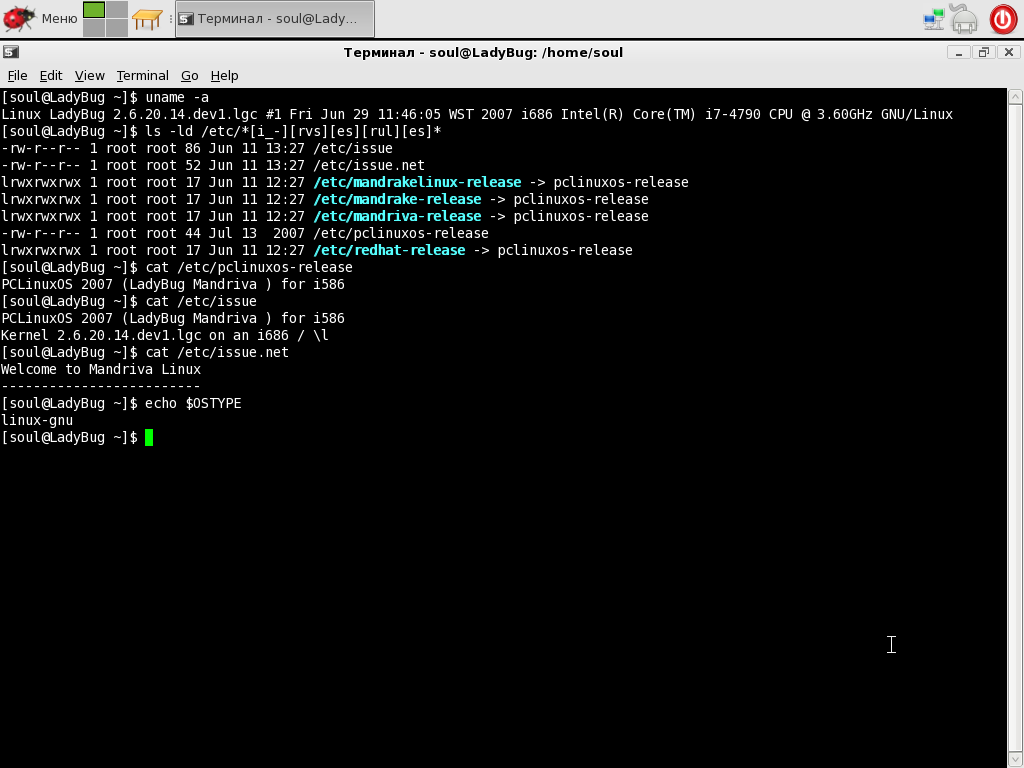 Меню
Терминал - soul@Lady...
Терминал - soul@LadyBug: /home/soul
File Edit View Terminal Go Help
[soul@LadyBug ~]$ uname -a
Linux LadyBug 2.6.20.14.dev1.lgc #1 Fri Jun 29 11:46:05 WST 2007 i686 Intel(R) Core(TM) i7-4790 CPU @ 3.60GHz GNU/Linux
[soul@LadyBug ~]$ ls -ld /etc/*[i_-][rvs][es][rul][es]*
-rw-r--r-- 1 root root 86 Jun 11 13:27 /etc/issue
-rw-r--r-- 1 root root 52 Jun 11 13:27 /etc/issue.net
lrwxrwxrwx 1 root root 17 Jun 11 12:27 /etc/mandrakelinux-release -> pclinuxos-release
lrwxrwxrwx 1 root root 17 Jun 11 12:27 /etc/mandrake-release -> pclinuxos-release
lrwxrwxrwx 1 root root 17 Jun 11 12:27 /etc/mandriva-release -> pclinuxos-release
-rw-r--r-- 1 root root 44 Jul 13  2007 /etc/pclinuxos-release
lrwxrwxrwx 1 root root 17 Jun 11 12:27 /etc/redhat-release -> pclinuxos-release
[soul@LadyBug ~]$ cat /etc/pclinuxos-release
PCLinuxOS 2007 (LadyBug Mandriva ) for i586
[soul@LadyBug ~]$ cat /etc/issue
PCLinuxOS 2007 (LadyBug Mandriva ) for i586
Kernel 2.6.20.14.dev1.lgc on an i686 / \l
[soul@LadyBug ~]$ cat /etc/issue.net
Welcome to Mandriva Linux
-------------------------
[soul@LadyBug ~]$ echo $OSTYPE
linux-gnu
[soul@LadyBug ~]$